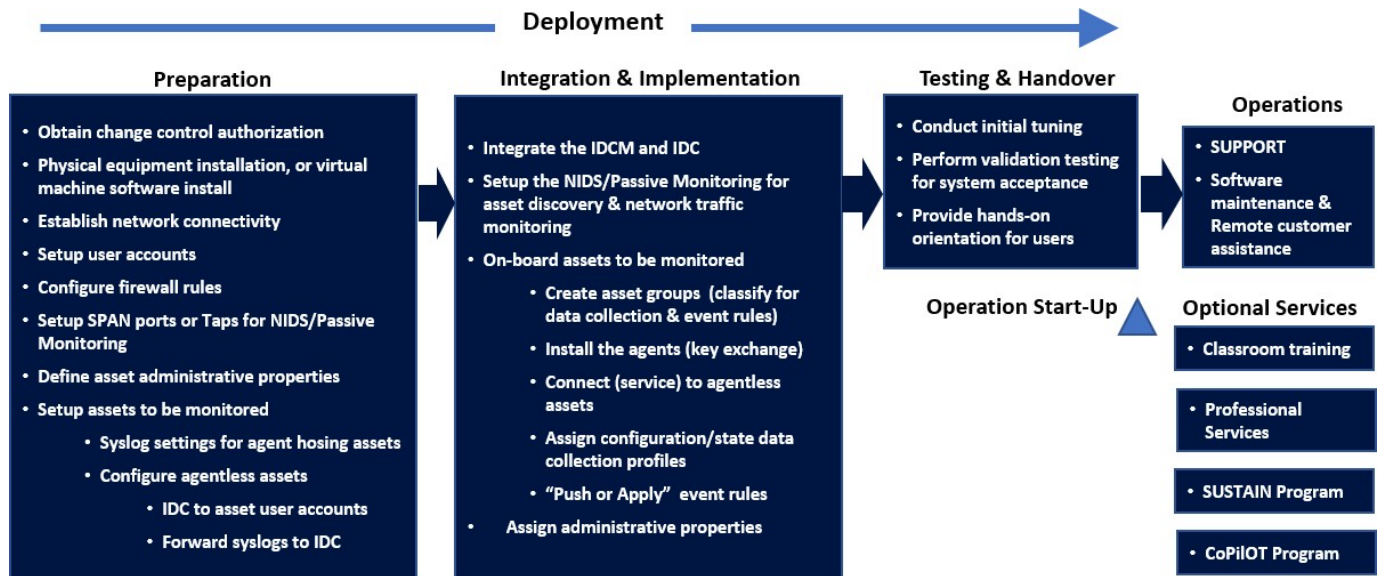 Deployment
Preparation
• Obtain change control authorization
• Physical equipment installation, or virtual
machine software install
• Establish network connectivity
• Setup user accounts
• Configure firewall rules
• Setup SPAN ports or Taps for NIDS/Passive
Monitoring
• Define asset administrative properties
• Setup assets to be monitored
• Syslog settings for agent hosing assets
• Configure agentless assets
• IDC to asset user accounts
• Forward syslogs to IDC
Integration & Implementation
• Integrate the IDCM and IDC
• Setup the NIDS/Passive Monitoring for
asset discovery & network traffic
monitoring
• On-board assets to be monitored
• Create asset groups (classify for
data collection & event rules)
• Install the agents (key exchange)
• Connect (service) to agentless
assets
• Assign configuration/state data
collection profiles
• “Push or Apply” event rules
• Assign administrative properties
Testing & Handover
• Conduct initial tuning
• Perform validation testing
for system acceptance
• Provide hands-on
orientation for users
Operation Start-Up
Operations
• SUPPORT
• Software
maintenance &
Remote customer
assistance
Optional Services
• Classroom training
• Professional
Services
• SUSTAIN Program
• CoPilOT Program